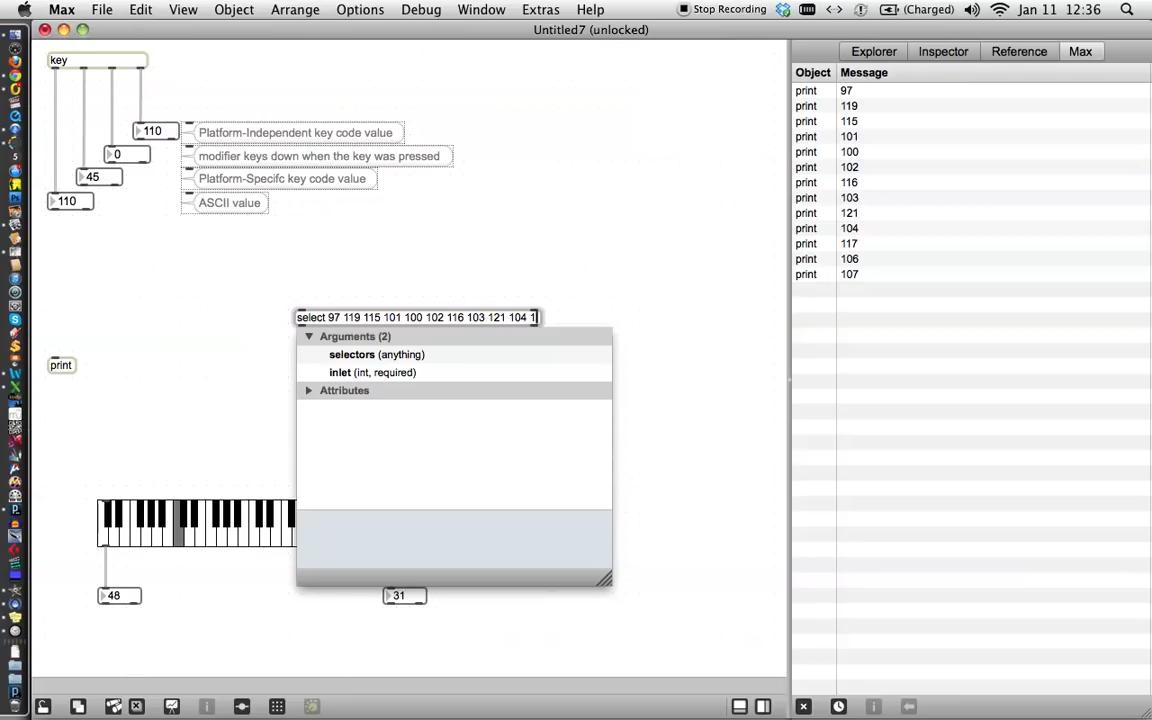 Max File Edit View Object Arrange Options Debug Window Extras Help Stop Recording (Charged) Jan 11 12:36
Untitled7 (unlocked)
key
110 Platform-Independent key code value
0 modifier keys down when the key was pressed
45 Platform-Specifc key code value
110 ASCII value
select 97 119 115 101 100 102 116 103 121 104 1
Arguments (2)
selectors (anything)
inlet (int, required)
Attributes
print
48
31
Explorer Inspector Reference Max
Object Message
print 97
print 119
print 115
print 101
print 100
print 102
print 116
print 103
print 121
print 104
print 117
print 106
print 107